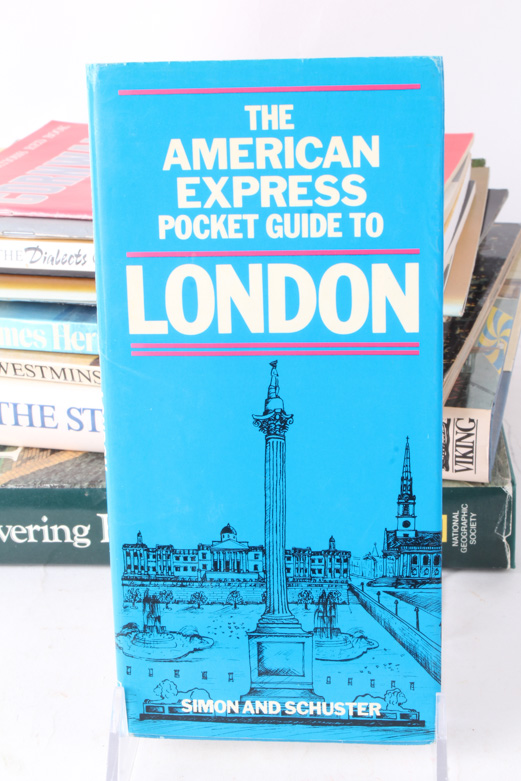 THE
AMERICAN
EXPRESS
POCKET GUIDE TO
LONDON
SIMON AND SCHUSTER
THE Dialects
WESTMINS
THE ST
vering
VIKING
NATIONAL
GEOGRAPHIC
SOCIETY